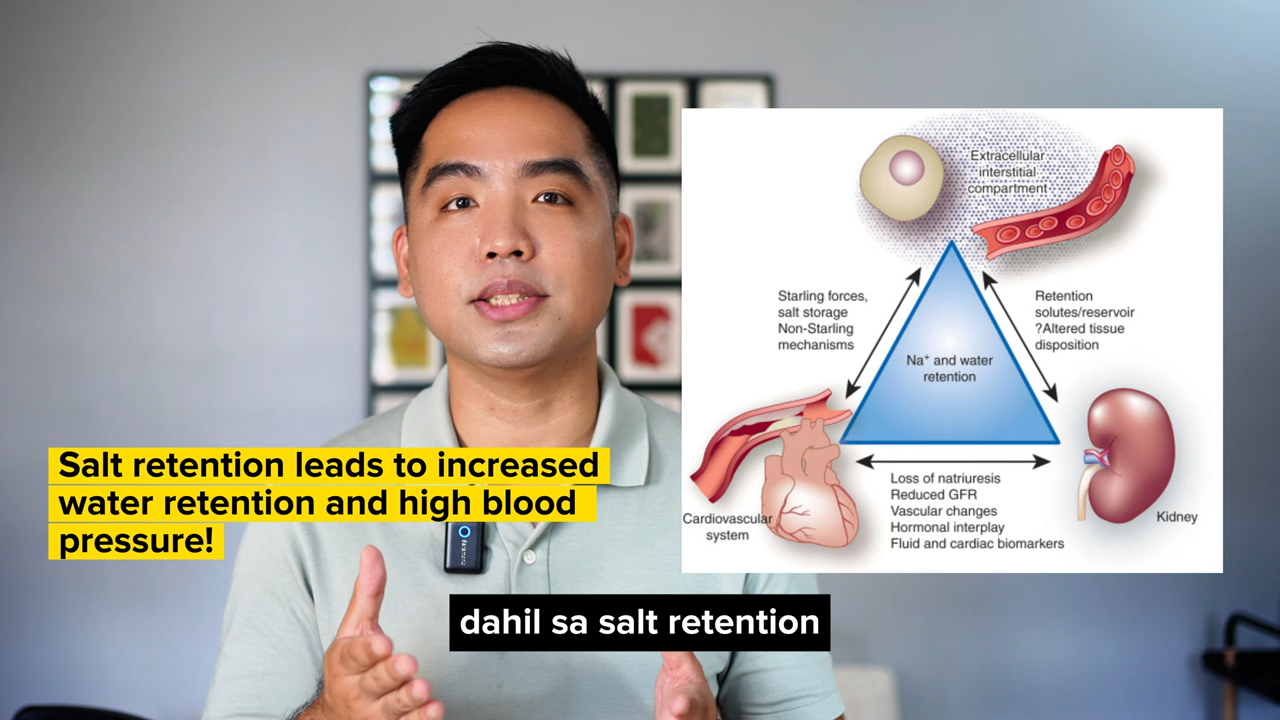 Extracellular
interstitial
compartment
Starling forces,
salt storage
Non-Starling
mechanisms
Retention
solutes/reservoir
?Altered tissue
disposition
Na⁺ and water
retention
Salt retention leads to increased
water retention and high blood
pressure!
Loss of natriuresis
Reduced GFR
Vascular changes
Hormonal interplay
Fluid and cardiac biomarkers
Cardiovascular
system
Kidney
dahil sa salt retention